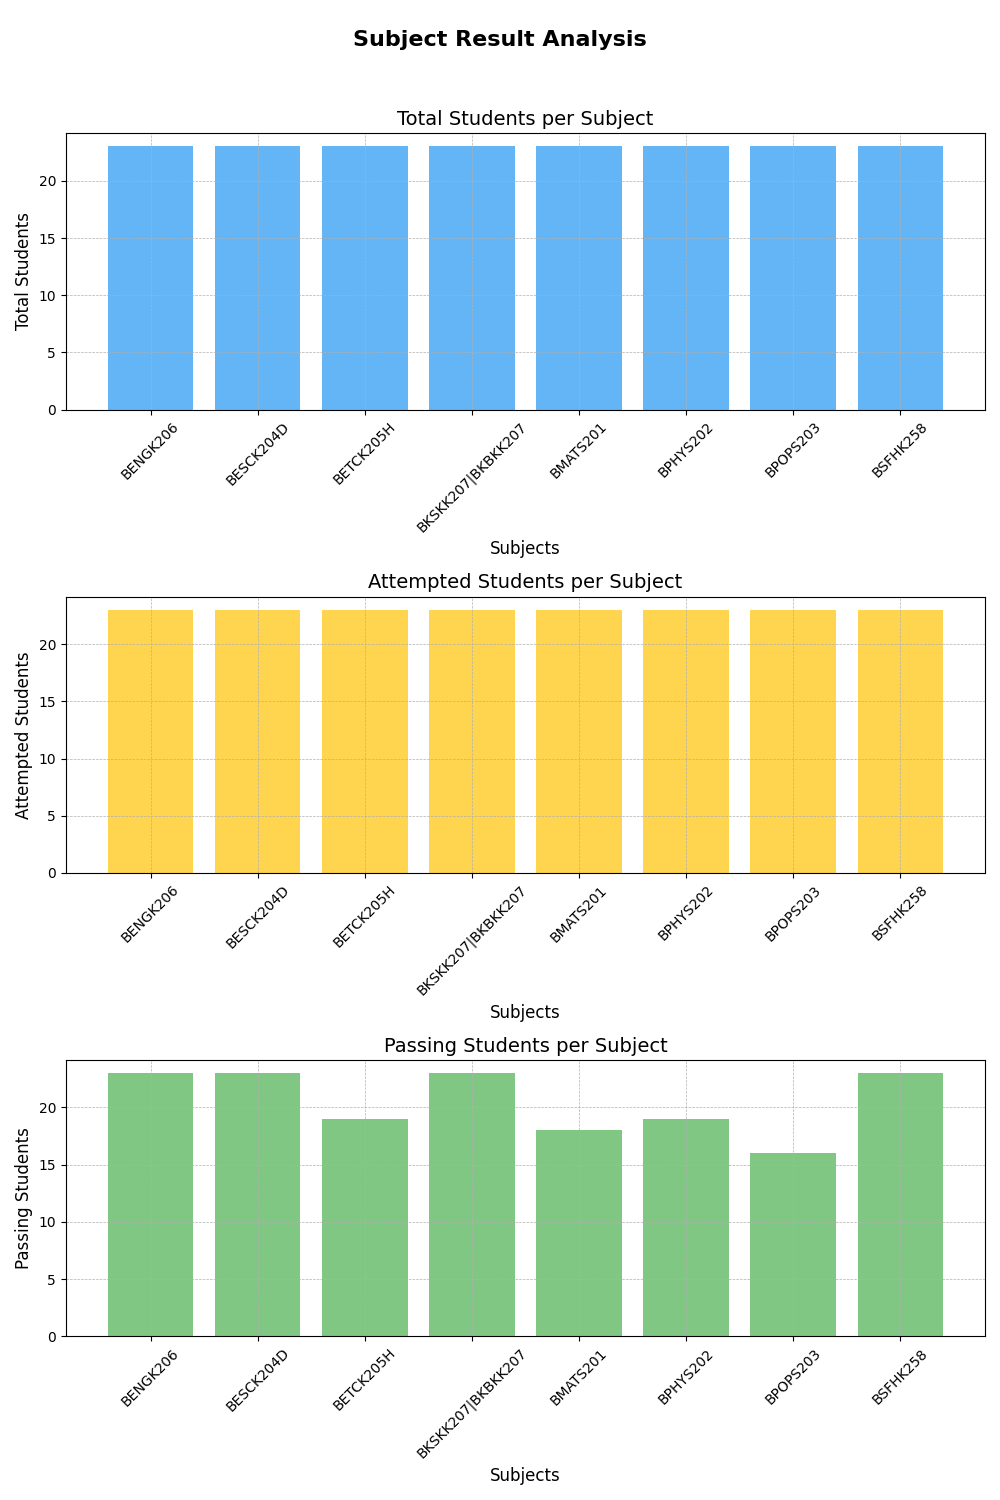 Subject Result Analysis
Total Students per Subject
Total Students
20
15
10
5
0
BENGK206
BESCK204D
BETCK205H
BKSKK207|BKBKK207
BMATS201
BPHYS202
BPOPS203
BSFHK258
Subjects
Attempted Students per Subject
Attempted Students
20
15
10
5
0
BENGK206
BESCK204D
BETCK205H
BKSKK207|BKBKK207
BMATS201
BPHYS202
BPOPS203
BSFHK258
Subjects
Passing Students per Subject
Passing Students
20
15
10
5
0
BENGK206
BESCK204D
BETCK205H
BKSKK207|BKBKK207
BMATS201
BPHYS202
BPOPS203
BSFHK258
Subjects